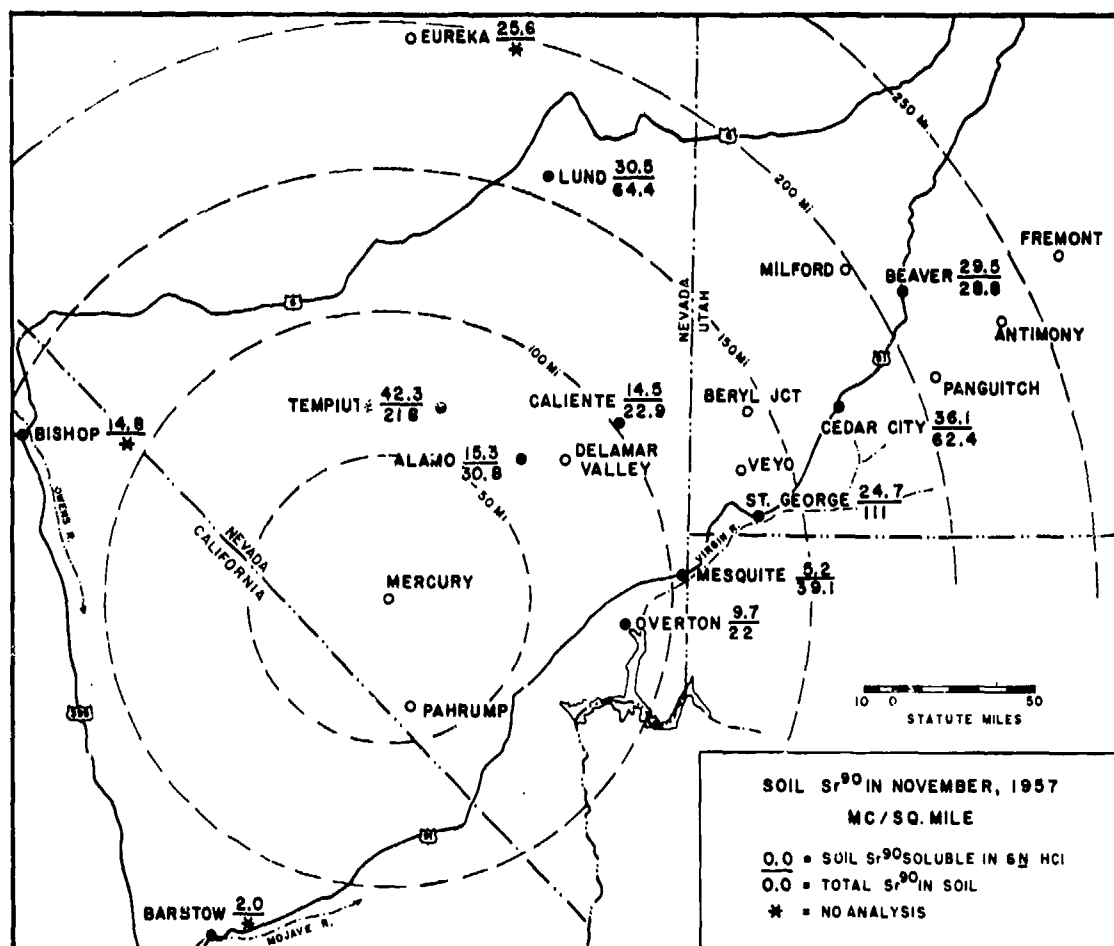 EUREKA 25.6
*
250 MI
6
LUND 30.5
64.4
200 MI
FREMONT
MILFORD
BEAVER 29.5
28.8
NEVADA
UTAH
6
ANTIMONY
150 MI
91
100 MI
PANGUITCH
TEMPIUTE 42.3
218
CALIENTE 14.5
22.9
BERYL JCT
CEDAR CITY 36.1
62.4
BISHOP 14.8
*
ALAMO 15.3
30.8
DELAMAR
VALLEY
VEYO
50 MI
ST. GEORGE 24.7
111
OWENS R.
NEVADA
CALIFORNIA
VIRGIN R.
MERCURY
MESQUITE 5.2
39.1
OVERTON 9.7
22
PAHRUMP
395
10 0 50
STATUTE MILES
91
SOIL Sr90 IN NOVEMBER, 1957
MC/SQ. MILE
0.0 = SOIL Sr90 SOLUBLE IN 6N HCl
0.0 = TOTAL Sr90 IN SOIL
* = NO ANALYSIS
BARSTOW 2.0
*
MOJAVE R.